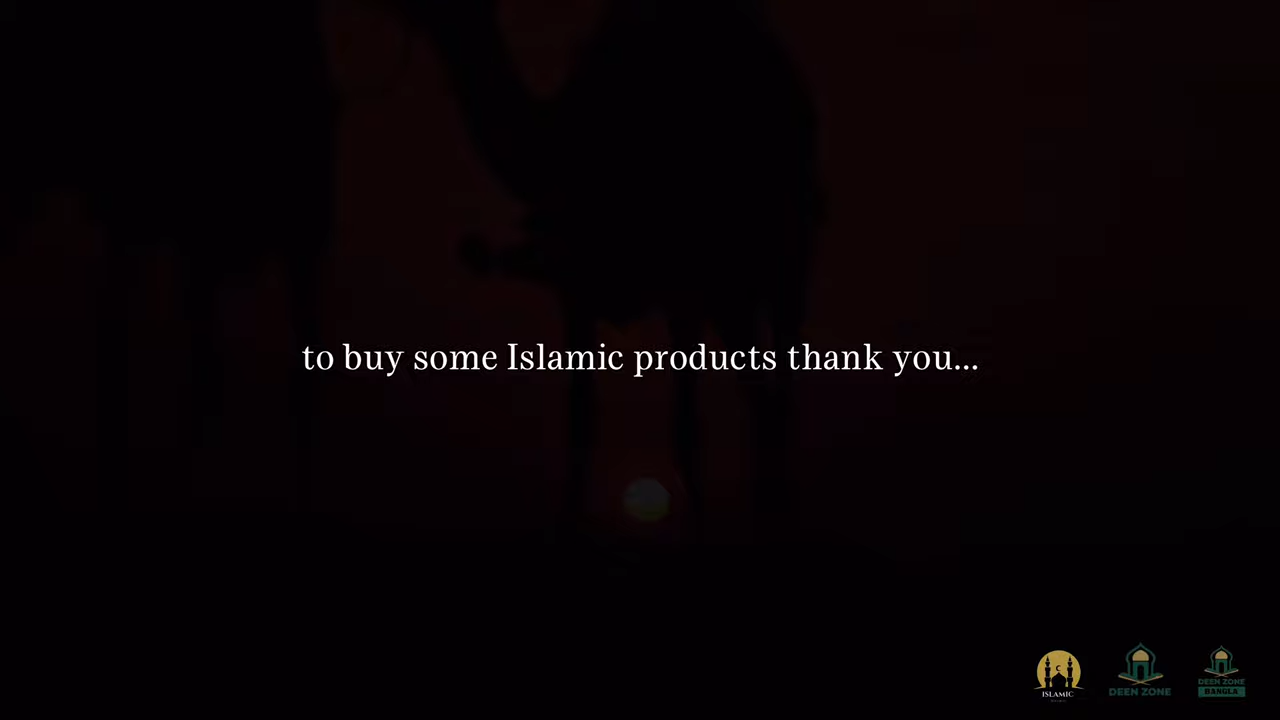 to buy some Islamic products thank you...
ISLAMIC
DEEN ZONE
DEEN ZONE
BANGLA